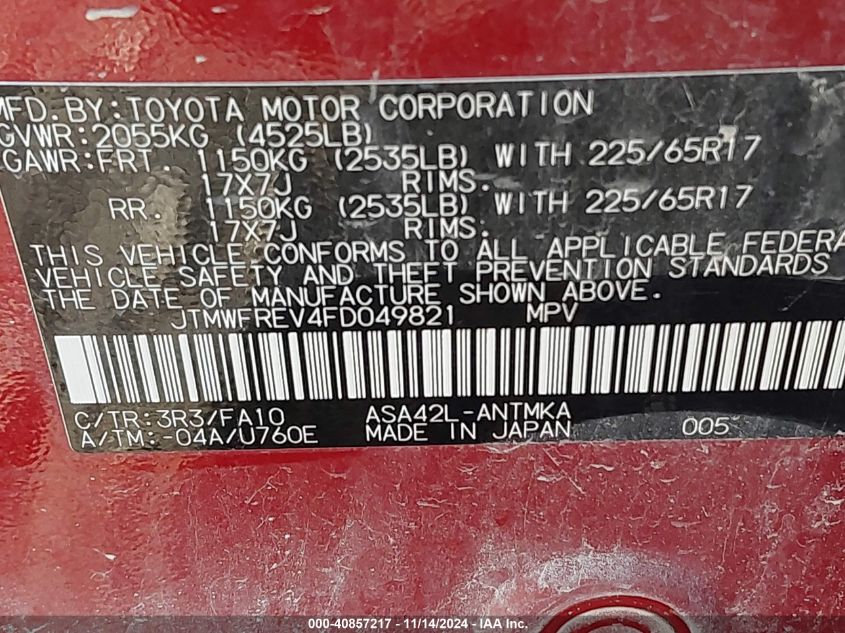 MFD. BY: TOYOTA MOTOR CORPORATION
GVWR: 2055KG (4525LB)
GAWR: FRT. 1150KG (2535LB) WITH 225/65R17
17X7J RIMS.
RR. 1150KG (2535LB) WITH 225/65R17
17X7J RIMS.
THIS VEHICLE CONFORMS TO ALL APPLICABLE FEDERA
VEHICLE SAFETY AND THEFT PREVENTION STANDARDS
THE DATE OF MANUFACTURE SHOWN ABOVE.
JTMWFREV4FD049821 MPV
C/TR: 3R3/FA10 ASA42L-ANTMKA
A/TM: -04A/U760E MADE IN JAPAN 005
000-40857217 - 11/14/2024 - IAA, Inc.